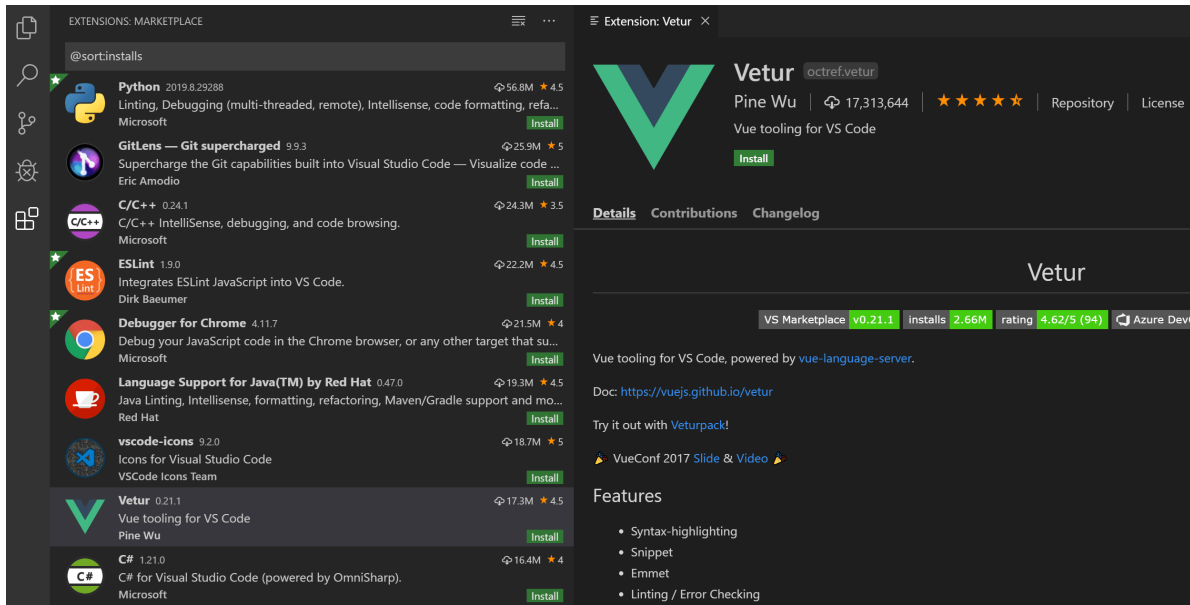 EXTENSIONS: MARKETPLACE
@sort:installs
Python 2019.8.29288 56.8M ★ 4.5
Linting, Debugging (multi-threaded, remote), Intellisense, code formatting, refa...
Microsoft Install
GitLens — Git supercharged 9.9.3 25.9M ★ 5
Supercharge the Git capabilities built into Visual Studio Code — Visualize code ...
Eric Amodio Install
C/C++
C/C++ 0.24.1 24.3M ★ 3.5
C/C++ IntelliSense, debugging, and code browsing.
Microsoft Install
ES
Lint
ESLint 1.9.0 22.2M ★ 4.5
Integrates ESLint JavaScript into VS Code.
Dirk Baeumer Install
Debugger for Chrome 4.11.7 21.5M ★ 4
Debug your JavaScript code in the Chrome browser, or any other target that su...
Microsoft Install
Language Support for Java(TM) by Red Hat 0.47.0 19.3M ★ 4.5
Java Linting, Intellisense, formatting, refactoring, Maven/Gradle support and mo...
Red Hat Install
vscode-icons 9.2.0 18.7M ★ 5
Icons for Visual Studio Code
VSCode Icons Team Install
Vetur 0.21.1 17.3M ★ 4.5
Vue tooling for VS Code
Pine Wu Install
C#
C# 1.21.0 16.4M ★ 4
C# for Visual Studio Code (powered by OmniSharp).
Microsoft Install
Extension: Vetur
Vetur octref.vetur
Pine Wu 17,313,644 Repository License
Vue tooling for VS Code
Install
Details Contributions Changelog
Vetur
VS Marketplace v0.21.1 installs 2.66M rating 4.62/5 (94) Azure Dev
Vue tooling for VS Code, powered by vue-language-server.
Doc: https://vuejs.github.io/vetur
Try it out with Veturpack!
🎉 VueConf 2017 Slide & Video 🎉
Features
• Syntax-highlighting
• Snippet
• Emmet
• Linting / Error Checking